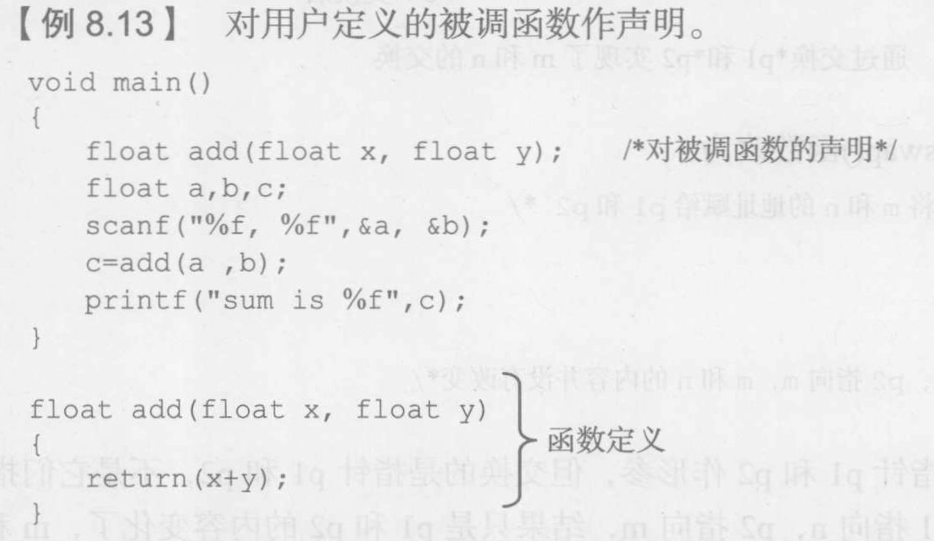 【例 8.13】 对用户定义的被调函数作声明。
void main()
{
float add(float x, float y); /*对被调函数的声明*/
float a,b,c;
scanf("%f, %f",&a, &b);
c=add(a ,b);
printf("sum is %f",c);
}
float add(float x, float y)
{
return(x+y);
}
函数定义